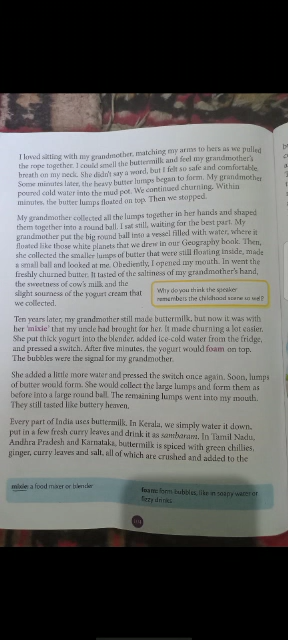 I loved sitting with my grandmother, matching my arms to hers as we pulled
the rope together. I could smell the buttermilk and feel my grandmother's
breath on my neck. She didn't say a word, but I felt so safe and comfortable.
Some minutes later, the heavy butter lumps began to form. My grandmother
poured cold water into the mud pot. We continued churning. Within
minutes, the butter lumps floated on top. Then we stopped.
My grandmother collected all the lumps together in her hands and shaped
them together into a round ball. I sat still, waiting for the best part. My
grandmother put the big round ball into a vessel filled with water, where it
floated like those white planets that we drew in our Geography book. Then,
she collected the smaller lumps of butter that were still floating inside, made
a small ball and looked at me. Obediently, I opened my mouth. In went the
freshly churned butter. It tasted of the saltiness of my grandmother's hand,
the sweetness of cow's milk and the
slight sourness of the yogurt cream that
we collected.
Why do you think the speaker
remembers the childhood scene so well?
Ten years later, my grandmother still made buttermilk, but now it was with
her 'mixie' that my uncle had brought for her. It made churning a lot easier.
She put thick yogurt into the blender, added ice-cold water from the fridge,
and pressed a switch. After five minutes, the yogurt would foam on top.
The bubbles were the signal for my grandmother.
She added a little more water and pressed the switch once again. Soon, lumps
of butter would form. She would collect the large lumps and form them as
before into a large round ball. The remaining lumps went into my mouth.
They still tasted like buttery heaven.
Every part of India uses buttermilk. In Kerala, we simply water it down,
put in a few fresh curry leaves and drink it as sambaram. In Tamil Nadu,
Andhra Pradesh and Karnataka, buttermilk is spiced with green chillies,
ginger, curry leaves and salt, all of which are crushed and added to the
mixie a food mixer or blender
foam form bubbles, like in soapy water or
fizzy drinks